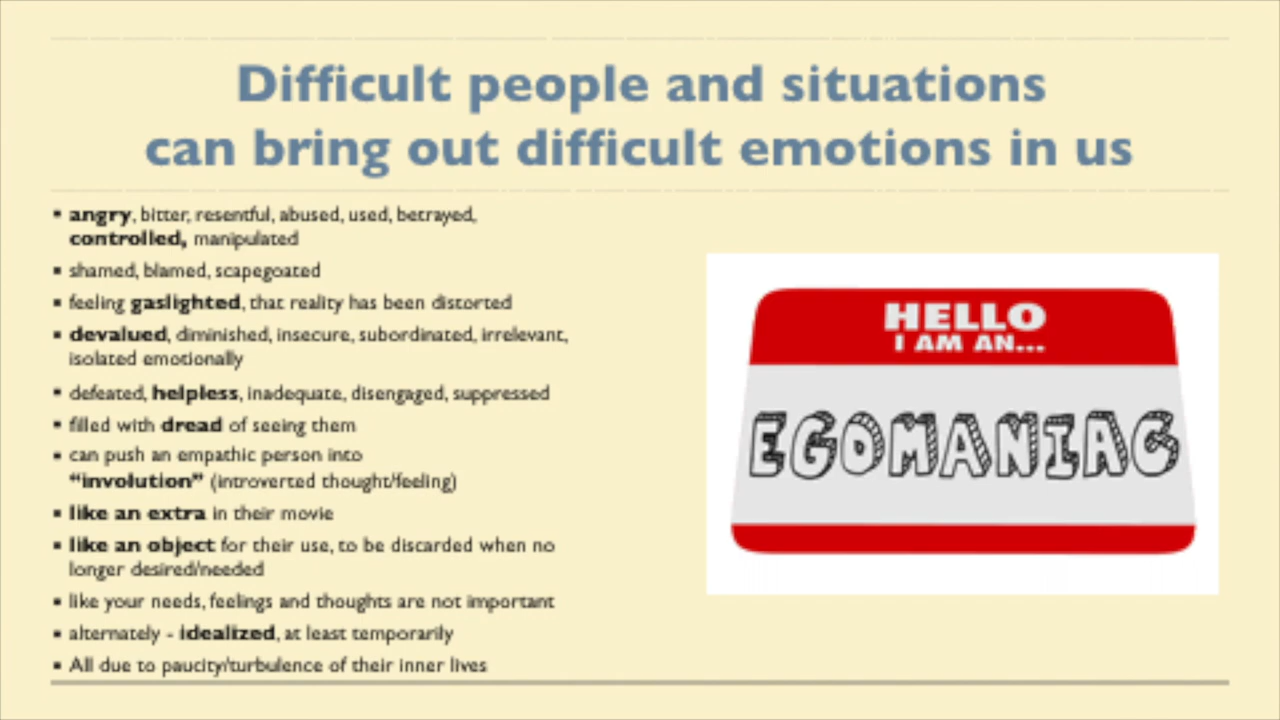 Difficult people and situations
can bring out difficult emotions in us
▪ angry, bitter, resentful, abused, used, betrayed,
controlled, manipulated
▪ shamed, blamed, scapegoated
▪ feeling gaslighted, that reality has been distorted
▪ devalued, diminished, insecure, subordinated, irrelevant,
isolated emotionally
▪ defeated, helpless, inadequate, disengaged, suppressed
▪ filled with dread of seeing them
▪ can push an empathic person into
“involution” (introverted thought/feeling)
▪ like an extra in their movie
▪ like an object for their use, to be discarded when no
longer desired/needed
▪ like your needs, feelings and thoughts are not important
▪ alternately - idealized, at least temporarily
▪ All due to paucity/turbulence of their inner lives
HELLO
I AM AN...
EGOMANIAC